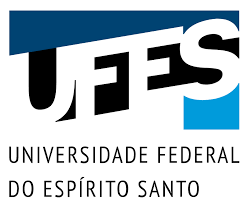 UFES
UNIVERSIDADE FEDERAL
DO ESPÍRITO SANTO